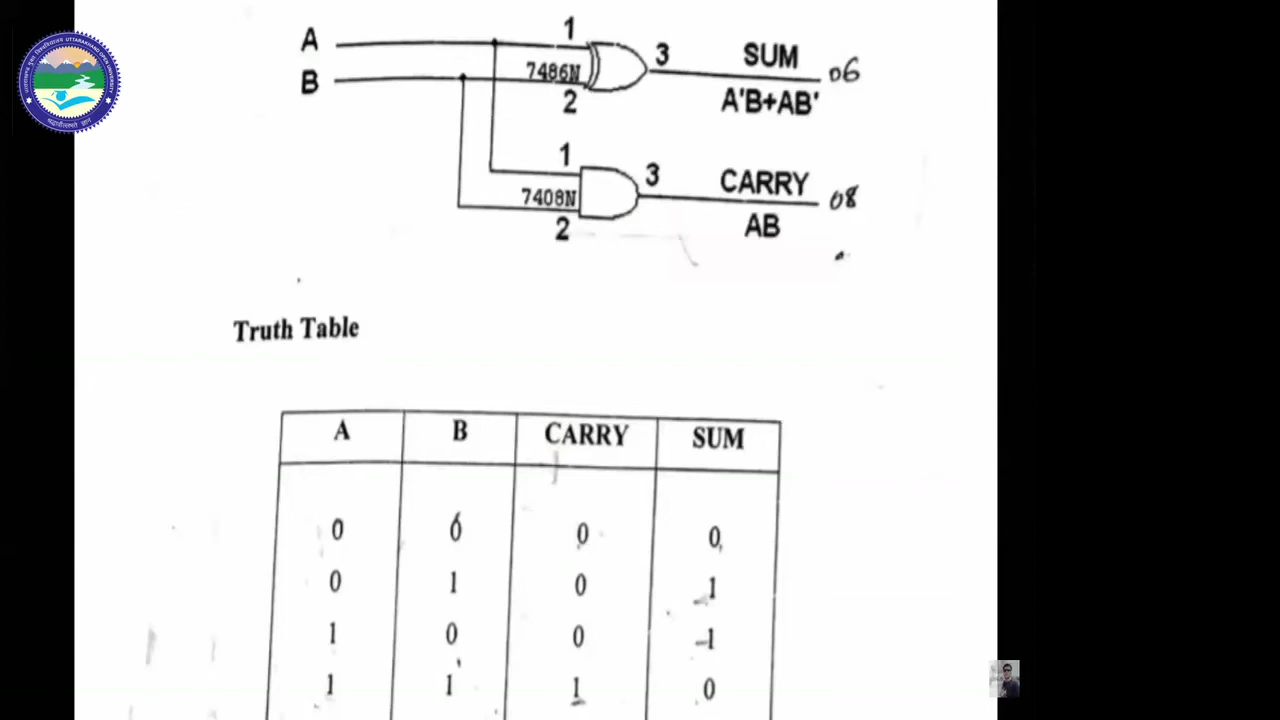 A
B
1
7486N
2
3
SUM
06
A'B+AB'
1
7408N
2
3
CARRY
08
AB
Truth Table
A B CARRY SUM
0 0 0 0
0 1 0 1
1 0 0 1
1 1 1 0